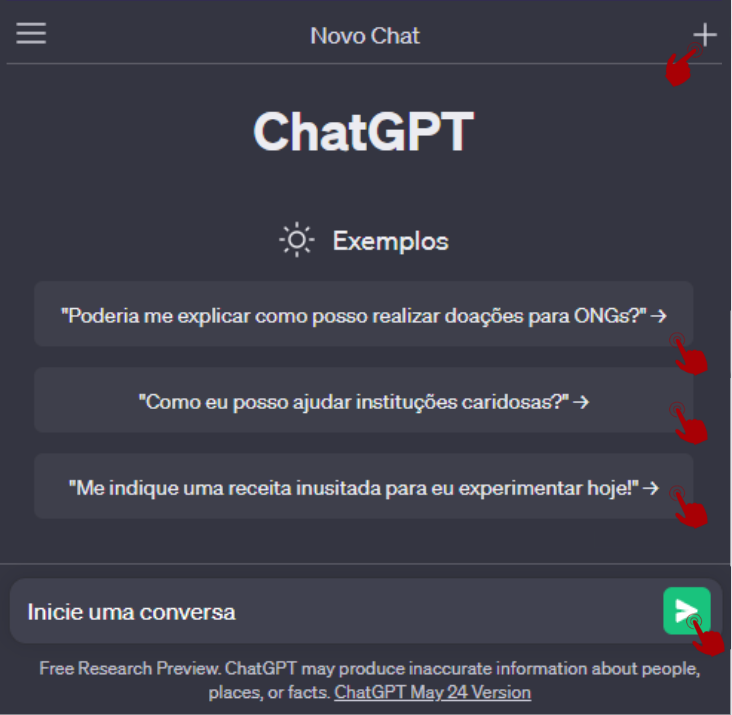 Novo Chat
ChatGPT
Exemplos
"Poderia me explicar como posso realizar doações para ONGs?" →
"Como eu posso ajudar instituções caridosas?" →
"Me indique uma receita inusitada para eu experimentar hoje!" →
Inicie uma conversa
Free Research Preview. ChatGPT may produce inaccurate information about people,
places, or facts. ChatGPT May 24 Version